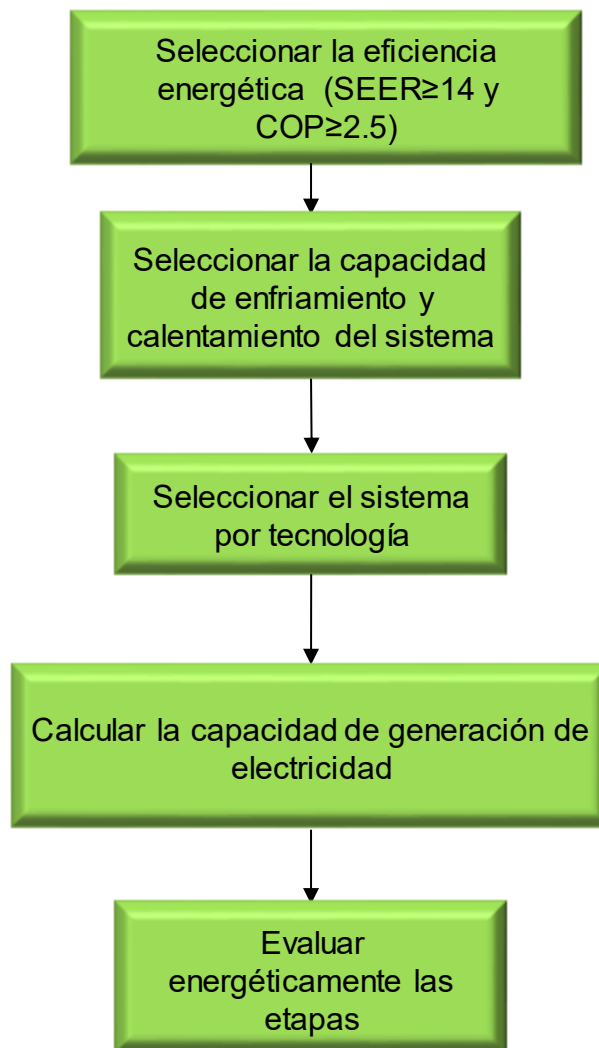 Seleccionar la eficiencia
energética (SEER≥14 y
COP≥2.5)
Seleccionar la capacidad
de enfriamiento y
calentamiento del sistema
Seleccionar el sistema
por tecnología
Calcular la capacidad de generación de
electricidad
Evaluar
energéticamente las
etapas